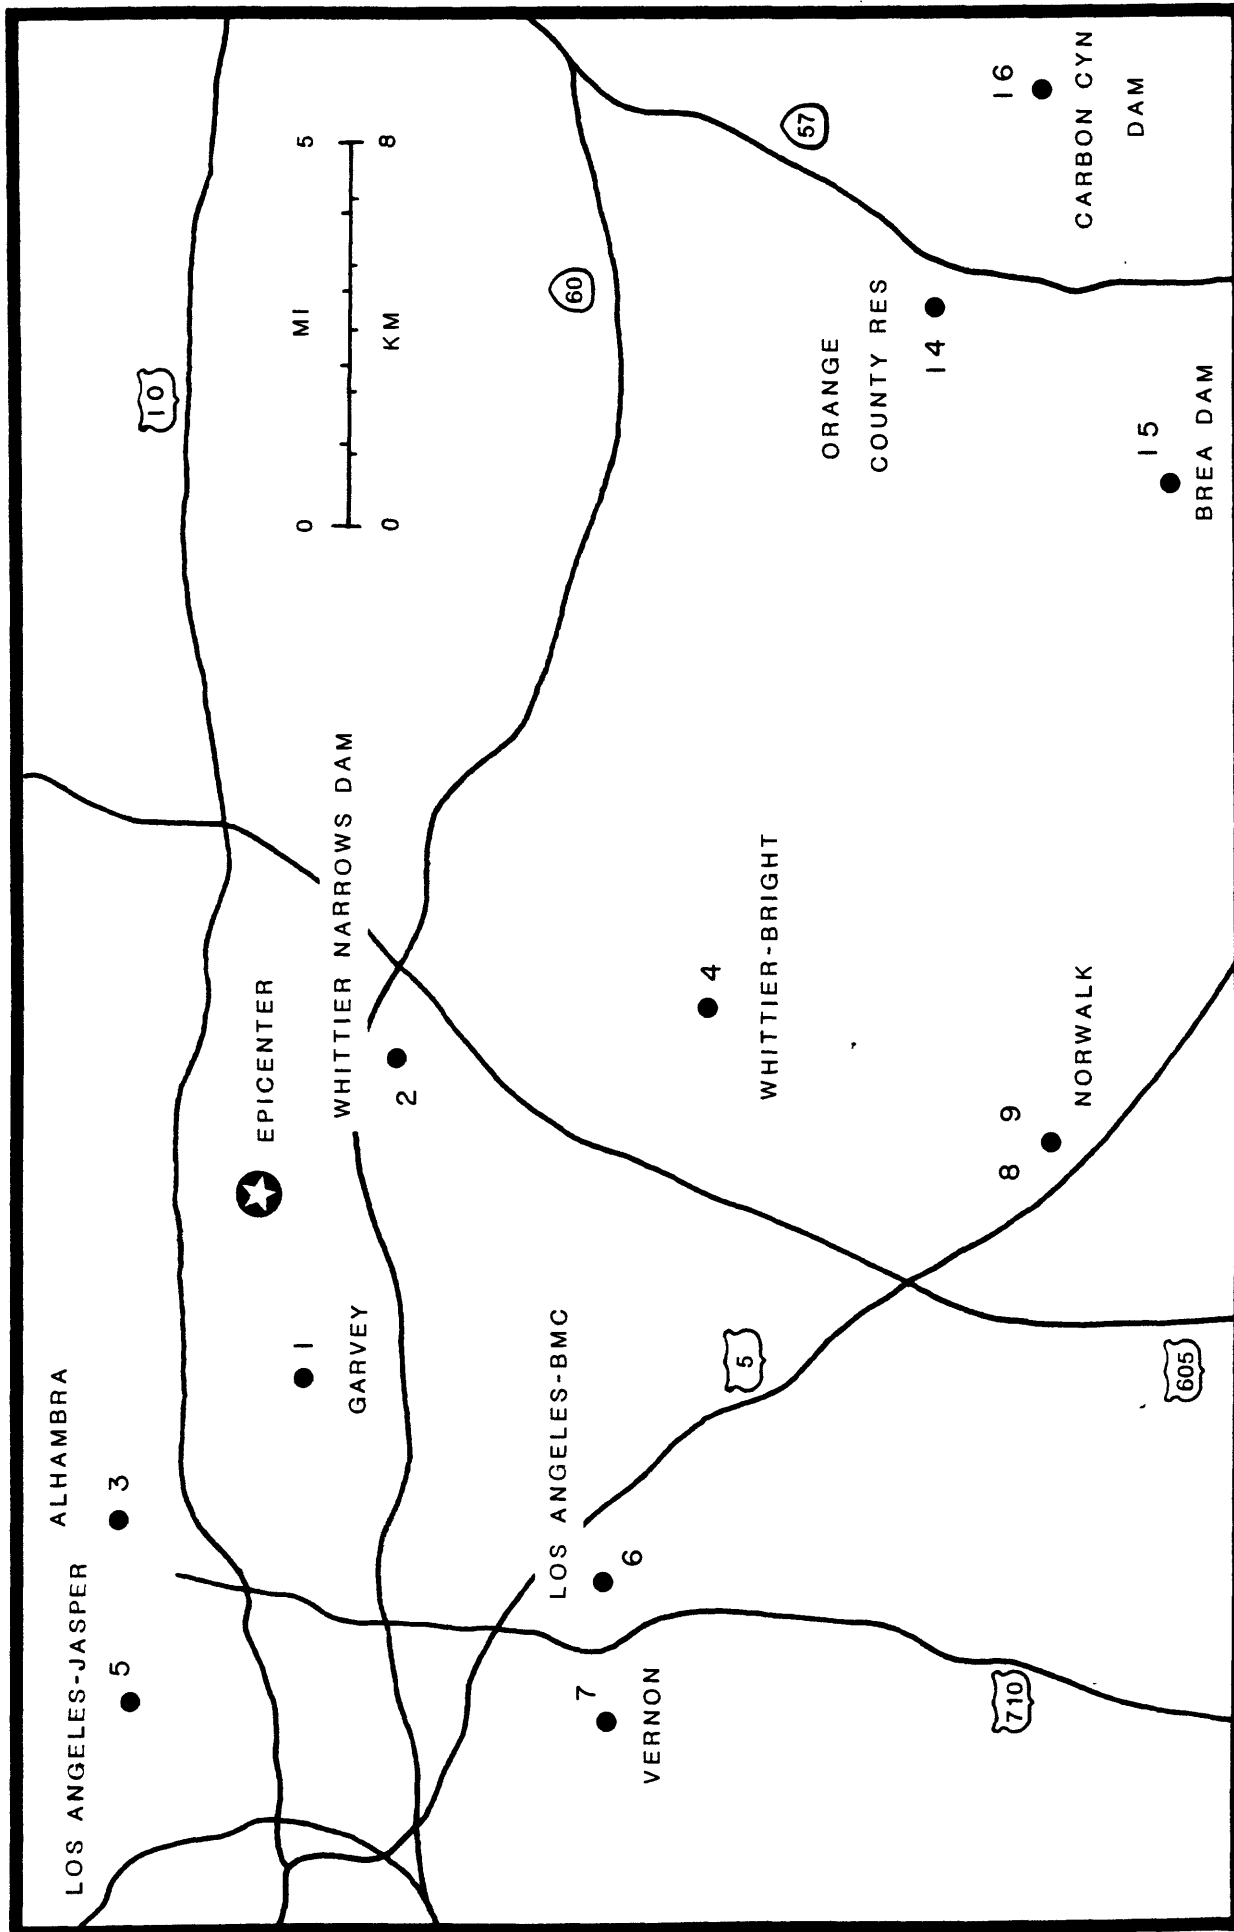 ALHAMBRA
LOS ANGELES-JASPER
5
3
10
EPICENTER
1
0 MI 5
WHITTIER NARROWS DAM
GARVEY
0 KM 8
2
LOS ANGELES-BMC
60
7
6
VERNON
4
5
WHITTIER-BRIGHT
57
ORANGE
COUNTY RES
14
710
8 9
16
NORWALK
CARBON CYN
DAM
15
605
BREA DAM